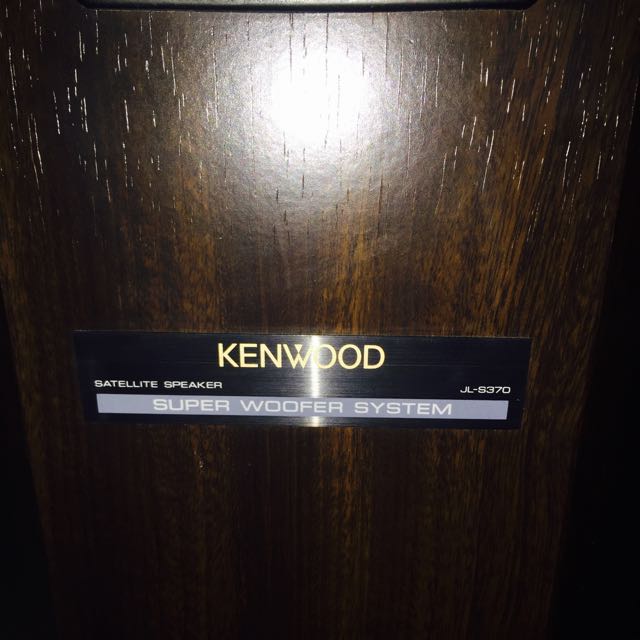 KENWOOD
SATELLITE SPEAKER JL-S370
SUPER WOOFER SYSTEM